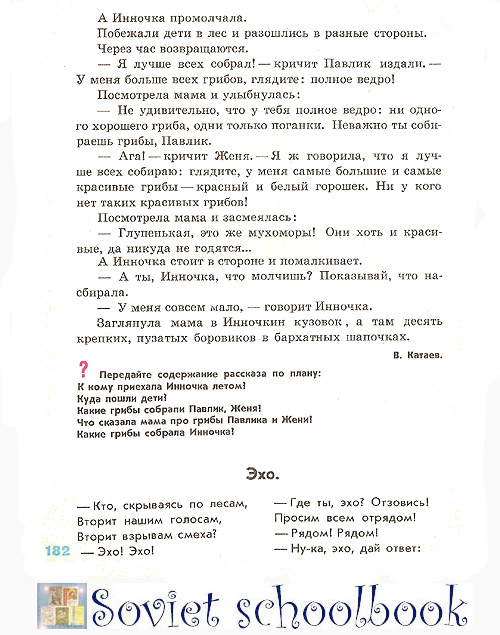 А Инночка промолчала.
Побежали дети в лес и разошлись в разные стороны.
Через час возвращаются.
— Я лучше всех собрал! — кричит Павлик издали. —
У меня больше всех грибов, глядите: полное ведро!
Посмотрела мама и улыбнулась:
— Не удивительно, что у тебя полное ведро: ни одно-
го хорошего гриба, одни только поганки. Неважно ты соби-
раешь грибы, Павлик.
— Ага! — кричит Женя. — Я ж говорила, что я луч-
ше всех собираю: глядите, у меня самые большие и самые
красивые грибы — красный и белый горошек. Ни у кого
нет таких красивых грибов!
Посмотрела мама и засмеялась:
— Глупенькая, это же мухоморы! Они хоть и краси-
вые, да никуда не годятся...
А Инночка стоит в стороне и помалкивает.
— А ты, Инночка, что молчишь? Показывай, что на-
сбирала.
— У меня совсем мало, — говорит Инночка.
Заглянула мама в Инночкин кузовок, а там десять
крепких, пузатых боровиков в бархатных шапочках.
В. Катаев.
? Передайте содержание рассказа по плану:
К кому приехала Инночка летом?
Куда пошли дети?
Какие грибы собрали Павлик, Женя?
Что сказала мама про грибы Павлика и Жени?
Какие грибы собрала Инночка?
Эхо.
— Кто, скрываясь по лесам,
Вторит нашим голосам,
Вторит взрывам смеха?
— Эхо! Эхо!
— Где ты, эхо? Отзовись!
Просим всем отрядом!
— Рядом! Рядом!
— Ну-ка, эхо, дай ответ:
182
Soviet schoolbook